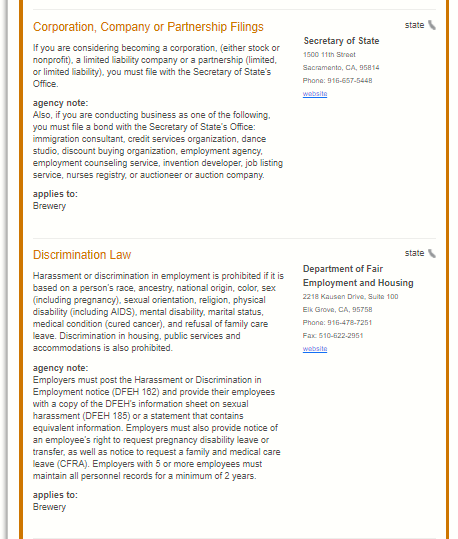 Corporation, Company or Partnership Filings
state
If you are considering becoming a corporation, (either stock or
nonprofit), a limited liability company or a partnership (limited,
or limited liability), you must file with the Secretary of State's
Office.
Secretary of State
1500 11th Street
Sacramento, CA, 95814
Phone: 916-657-5448
website
agency note:
Also, if you are conducting business as one of the following,
you must file a bond with the Secretary of State's Office:
immigration consultant, credit services organization, dance
studio, discount buying organization, employment agency,
employment counseling service, invention developer, job listing
service, nurses registry, or auctioneer or auction company.
applies to:
Brewery
Discrimination Law
state
Harassment or discrimination in employment is prohibited if it is
based on a person's race, ancestry, national origin, color, sex
(including pregnancy), sexual orientation, religion, physical
disability (including AIDS), mental disability, marital status,
medical condition (cured cancer), and refusal of family care
leave. Discrimination in housing, public services and
accommodations is also prohibited.
Department of Fair
Employment and Housing
2218 Kausen Drive, Suite 100
Elk Grove, CA, 95758
Phone: 916-478-7251
Fax: 510-622-2951
website
agency note:
Employers must post the Harassment or Discrimination in
Employment notice (DFEH 162) and provide their employees
with a copy of the DFEH's information sheet on sexual
harassment (DFEH 185) or a statement that contains
equivalent information. Employers must also provide notice of
an employee's right to request pregnancy disability leave or
transfer, as well as notice to request a family and medical care
leave (CFRA). Employers with 5 or more employees must
maintain all personnel records for a minimum of 2 years.
applies to:
Brewery